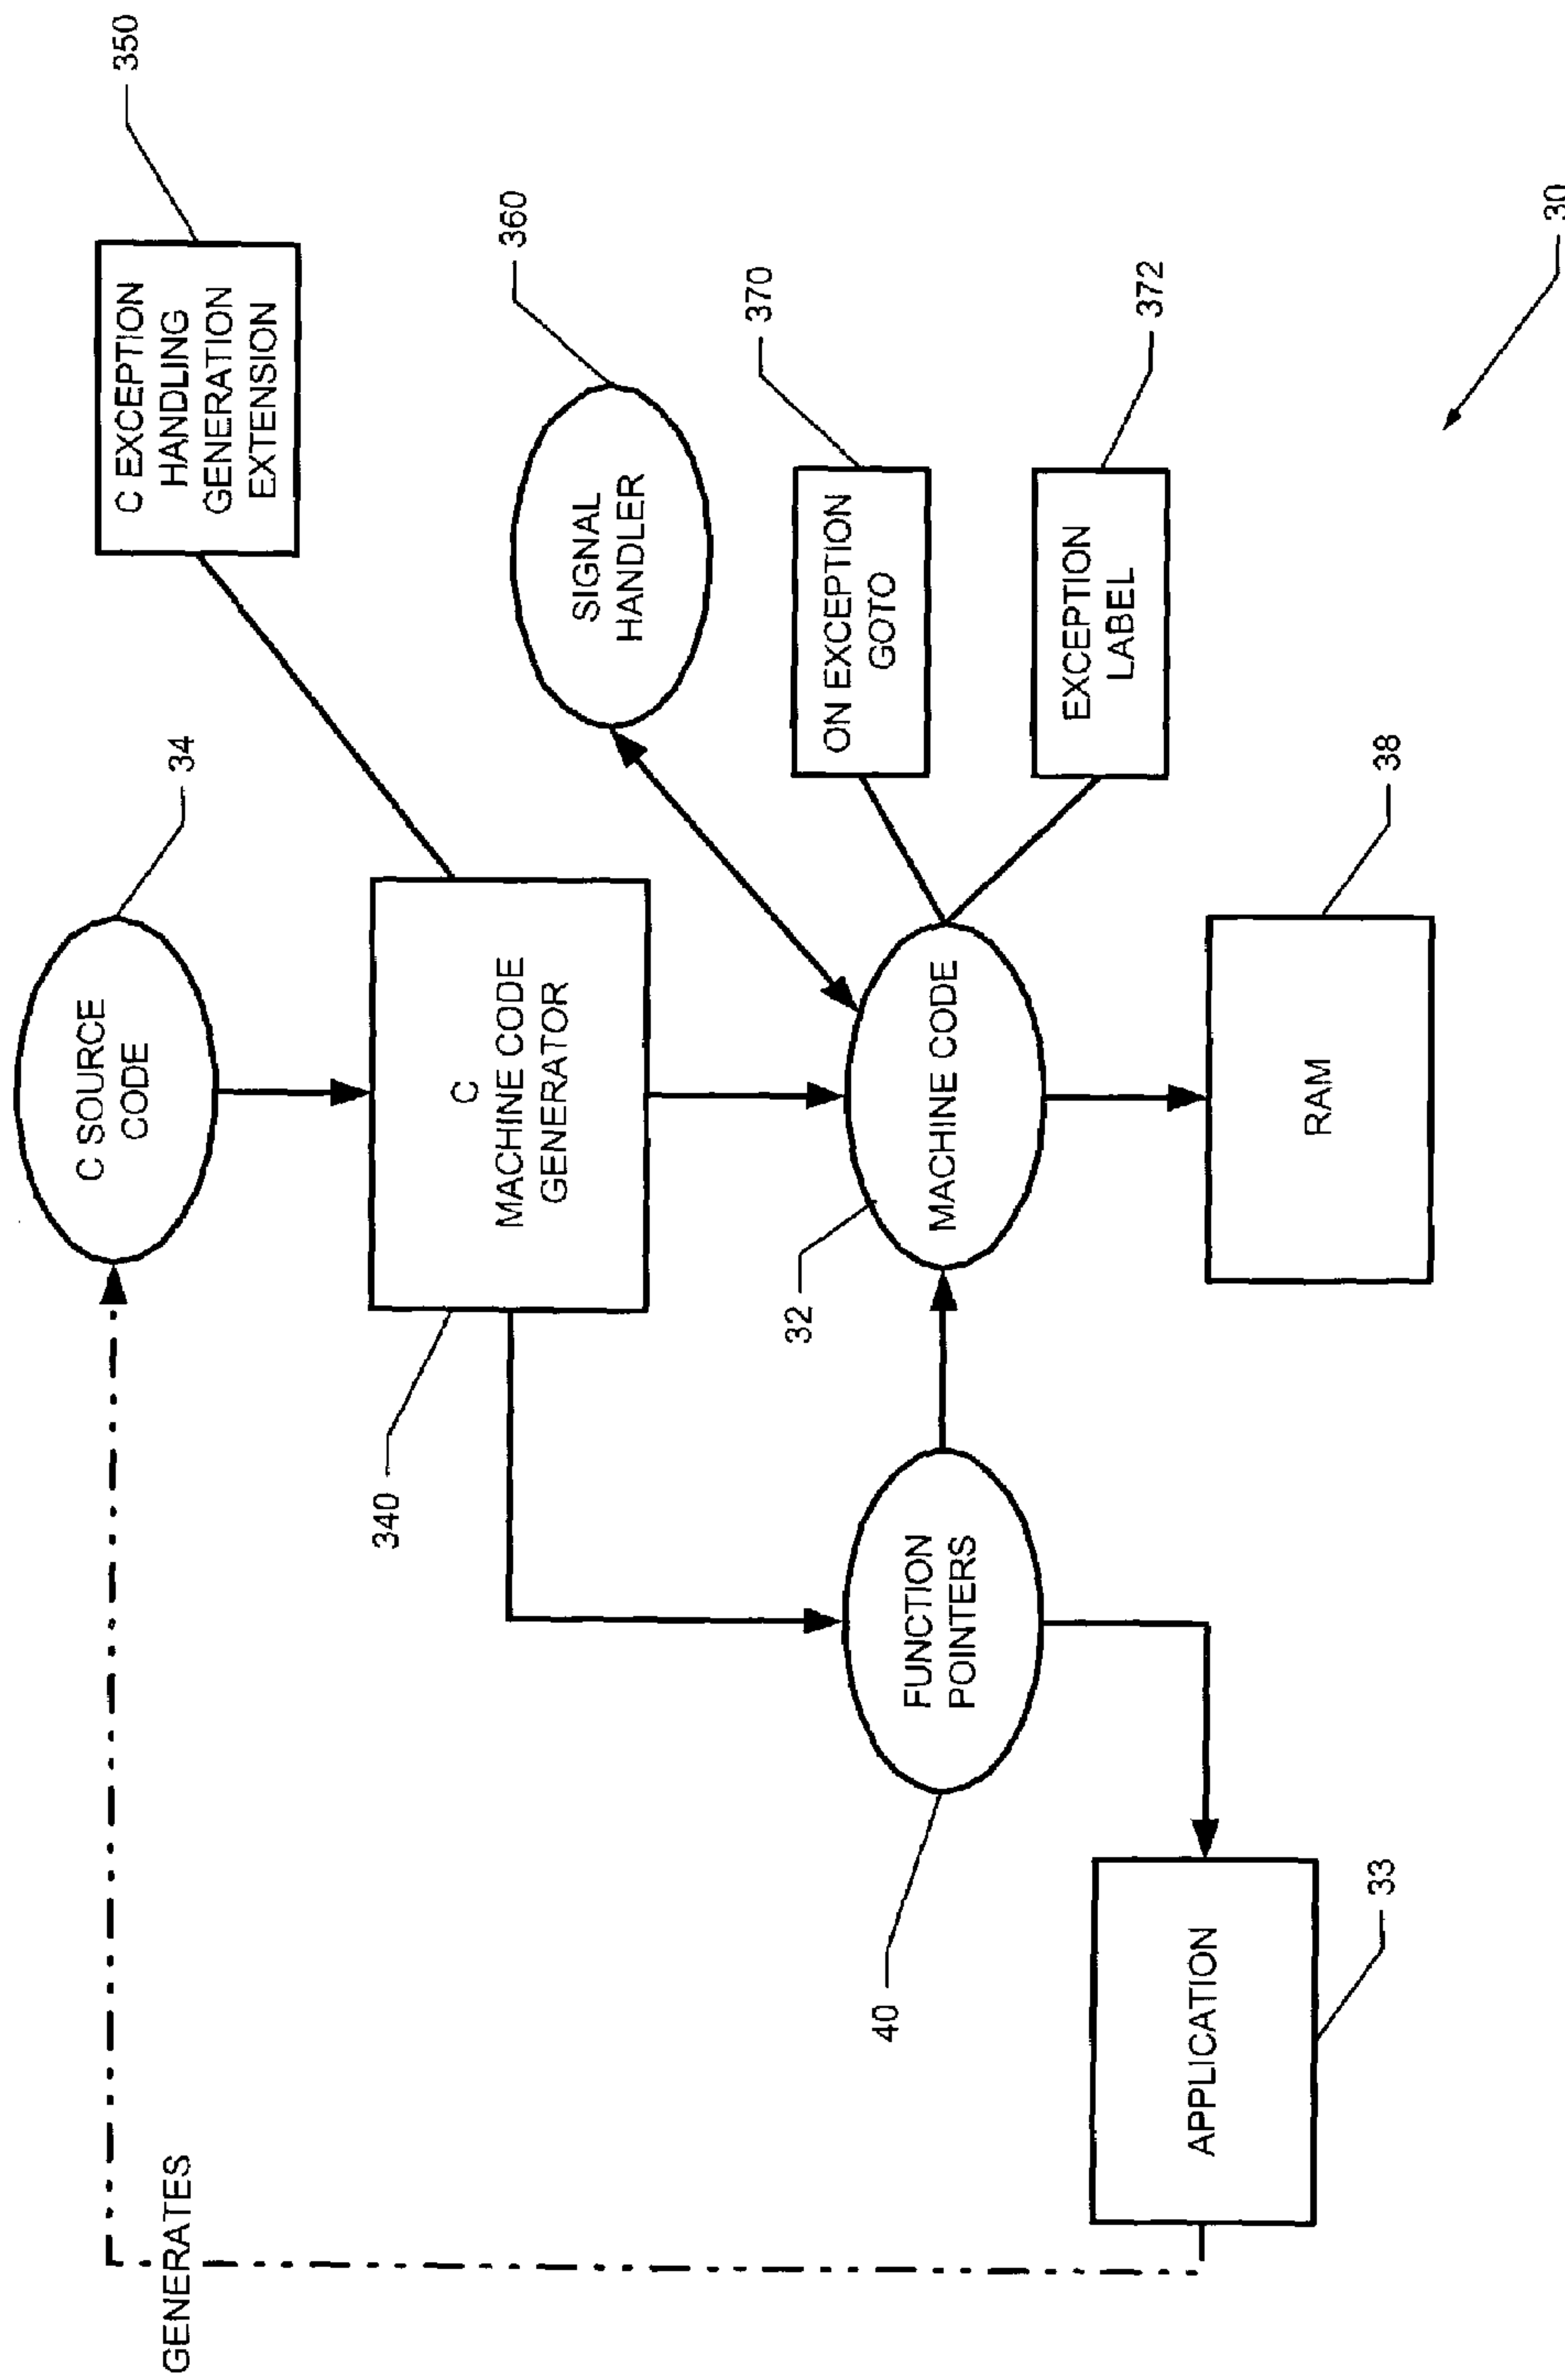 GENERATES
C SOURCE
CODE
34
C EXCEPTION
HANDLING
GENERATION
EXTENSION
350
C
MACHINE CODE
GENERATOR
340
SIGNAL
HANDLER
360
FUNCTION
POINTERS
40
MACHINE CODE
32
ON EXCEPTION
GOTO
370
EXCEPTION
LABEL
372
APPLICATION
33
RAM
38
30